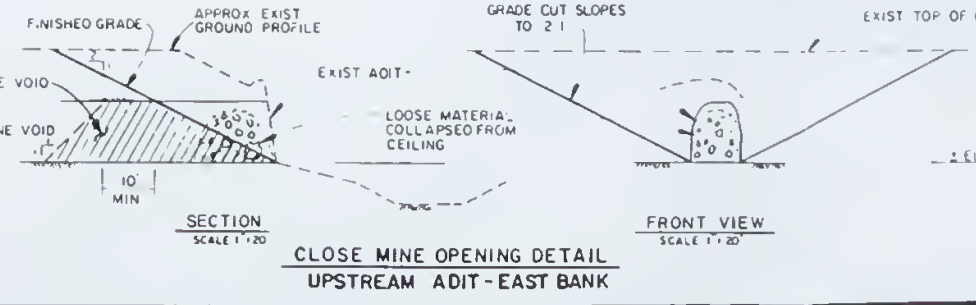 FINISHED GRADE
APPROX EXIST
GROUND PROFILE
VOID
VOID
10'
MIN
EXIST ADIT
LOOSE MATERIAL
COLLAPSED FROM
CEILING
SECTION
SCALE 1"=20'
GRADE CUT SLOPES
TO 2:1
EXIST TOP OF
FRONT VIEW
SCALE 1"=20'
CLOSE MINE OPENING DETAIL
UPSTREAM ADIT - EAST BANK